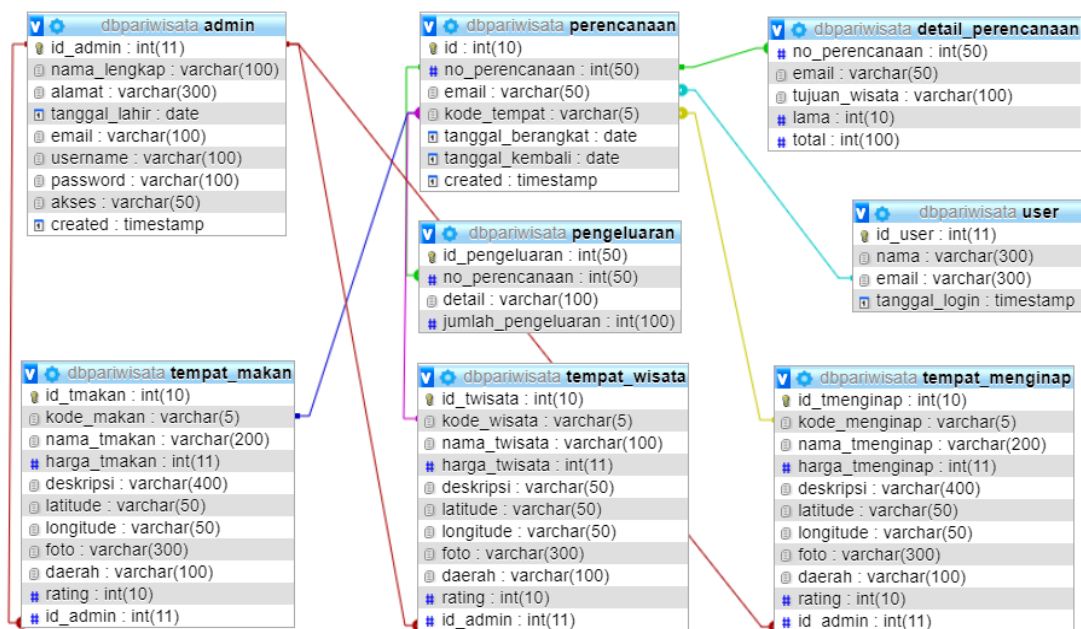 dbpariwisata admin
id_admin : int(11)
nama_lengkap : varchar(100)
alamat : varchar(300)
tanggal_lahir : date
email : varchar(100)
username : varchar(100)
password : varchar(100)
akses : varchar(50)
created : timestamp
dbpariwisata perencanaan
id : int(10)
no_perencanaan : int(50)
email : varchar(50)
kode_tempat : varchar(5)
tanggal_berangkat : date
tanggal_kembali : date
created : timestamp
dbpariwisata detail_perencanaan
no_perencanaan : int(50)
email : varchar(50)
tujuan_wisata : varchar(100)
lama : int(10)
total : int(100)
dbpariwisata pengeluaran
id_pengeluaran : int(50)
no_perencanaan : int(50)
detail : varchar(100)
jumlah_pengeluaran : int(100)
dbpariwisata user
id_user : int(11)
nama : varchar(300)
email : varchar(300)
tanggal_login : timestamp
dbpariwisata tempat_makan
id_tmakan : int(10)
kode_makan : varchar(5)
nama_tmakan : varchar(200)
harga_tmakan : int(11)
deskripsi : varchar(400)
latitude : varchar(50)
longitude : varchar(50)
foto : varchar(300)
daerah : varchar(100)
rating : int(10)
id_admin : int(11)
dbpariwisata tempat_wisata
id_twisata : int(10)
kode_wisata : varchar(5)
nama_twisata : varchar(100)
harga_twisata : int(11)
deskripsi : varchar(50)
latitude : varchar(50)
longitude : varchar(50)
foto : varchar(300)
daerah : varchar(100)
rating : int(10)
id_admin : int(11)
dbpariwisata tempat_menginap
id_tmenginap : int(10)
kode_menginap : varchar(5)
nama_tmenginap : varchar(200)
harga_tmenginap : int(11)
deskripsi : varchar(400)
latitude : varchar(50)
longitude : varchar(50)
foto : varchar(300)
daerah : varchar(100)
rating : int(10)
id_admin : int(11)